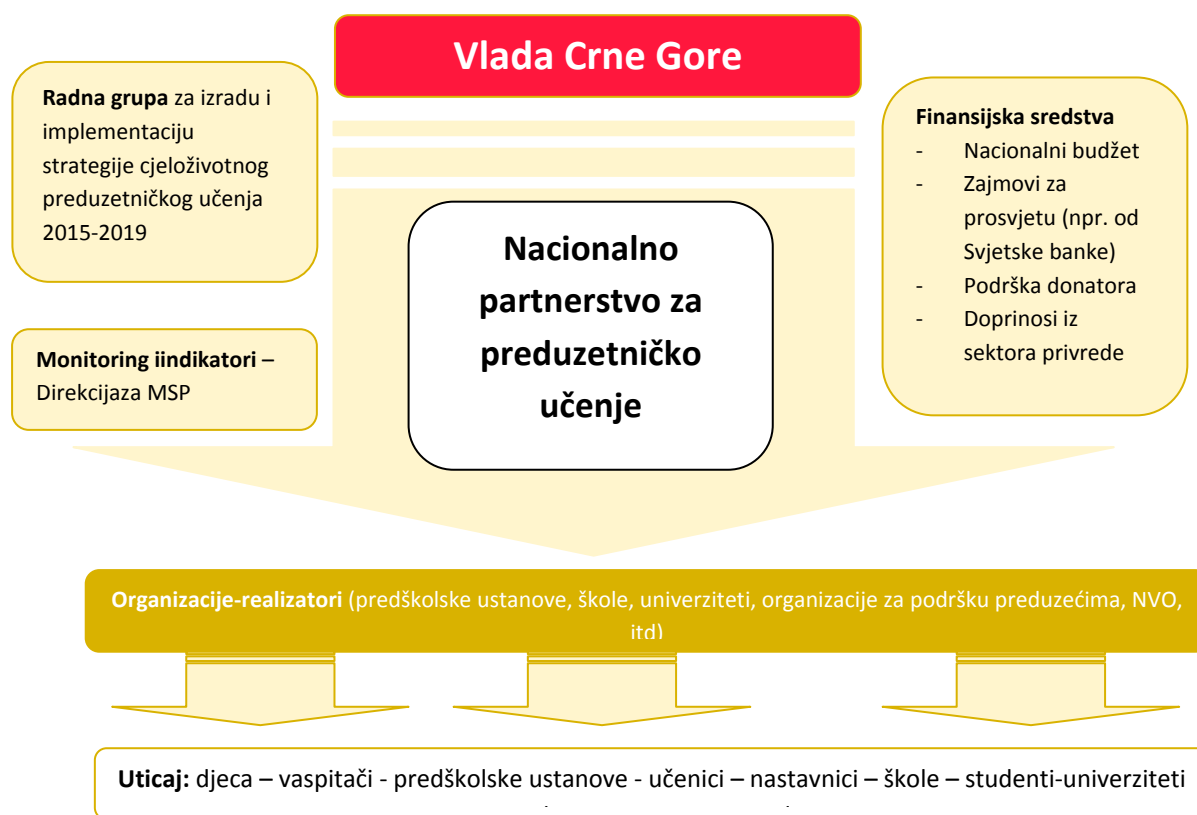 Vlada Crne Gore
Radna grupa za izradu i
implementaciju
strategije cjeloživotnog
preduzetničkog učenja
2015-2019
Monitoring iindikatori –
Direkcijaza MSP
Nacionalno
partnerstvo za
preduzetničko
učenje
Finansijska sredstva
- Nacionalni budžet
- Zajmovi za
prosvjetu (npr. od
Svjetske banke)
- Podrška donatora
- Doprinosi iz
sektora privrede
Organizacije-realizatori (predškolske ustanove, škole, univerziteti, organizacije za podršku preduzećima, NVO,
itd)
Uticaj: djeca – vaspitači - predškolske ustanove - učenici – nastavnici – škole – studenti-univerziteti